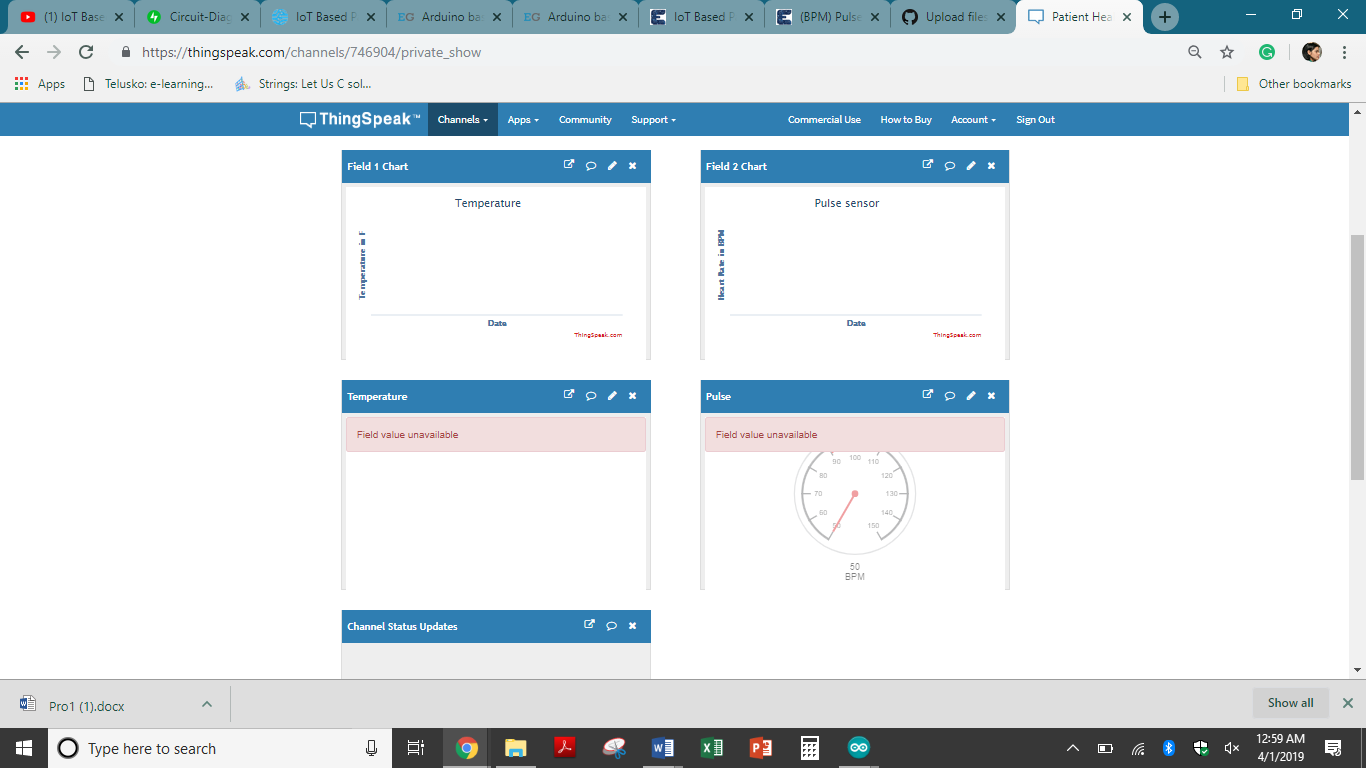 (1) IoT Base
Circuit-Diag
IoT Based P
EG Arduino ba
EG Arduino ba
IoT Based P
(BPM) Pulse
Upload files
Patient Hea
https://thingspeak.com/channels/746904/private_show
Apps
Telusko: e-learning...
Strings: Let Us C sol...
Other bookmarks
ThingSpeak™
Channels
Apps
Community
Support
Commercial Use
How to Buy
Account
Sign Out
Field 1 Chart
Temperature
Temperature in F
Date
ThingSpeak.com
Field 2 Chart
Pulse sensor
Heart Rate in BPM
Date
ThingSpeak.com
Temperature
Field value unavailable
Pulse
Field value unavailable
90 100 110
80 120
70 130
60 140
50 150
50
BPM
Channel Status Updates
Pro1 (1).docx
Show all
Type here to search
12:59 AM
4/1/2019